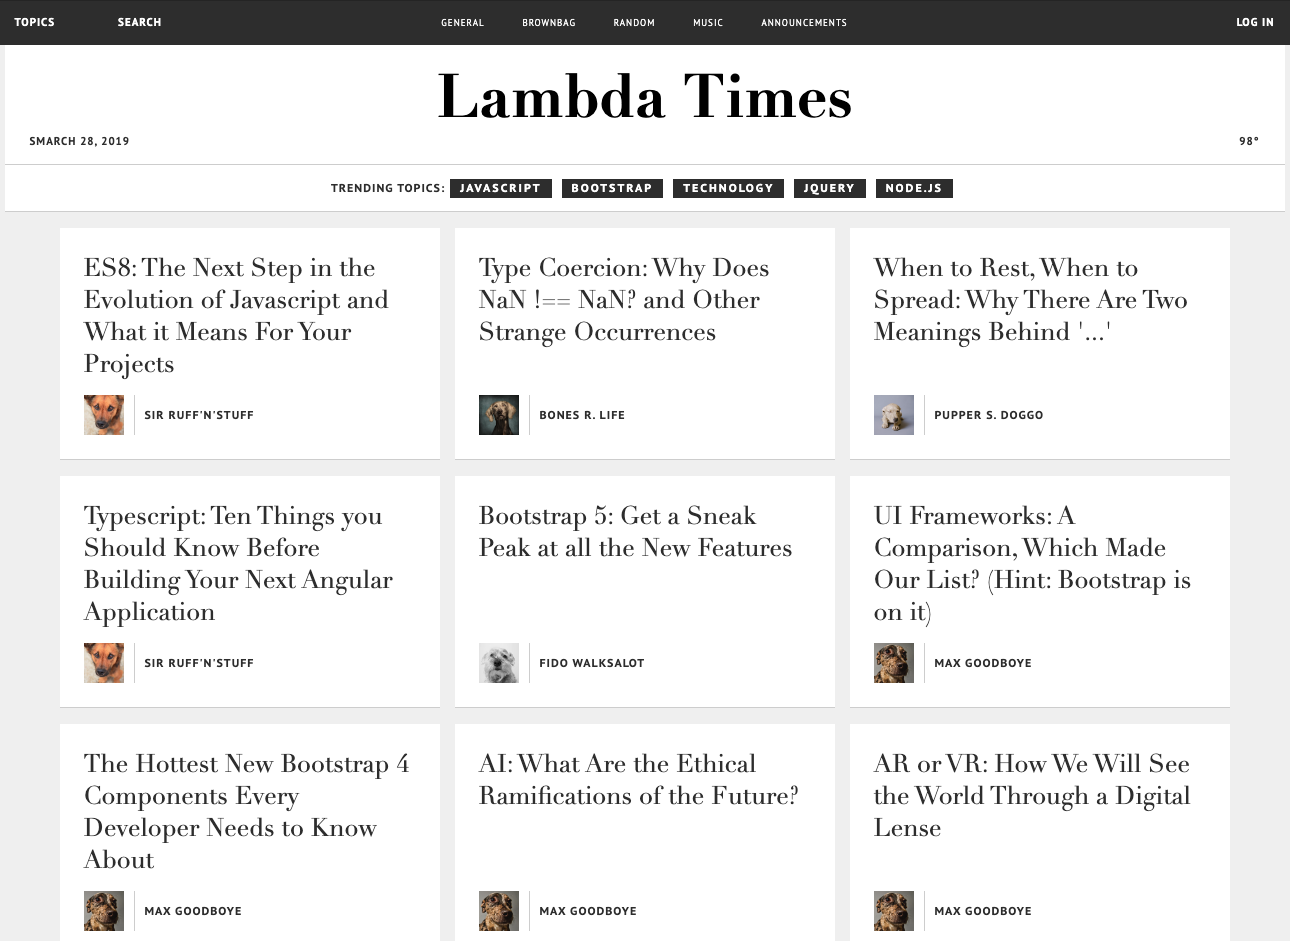 TOPICS SEARCH GENERAL BROWNBAG RANDOM MUSIC ANNOUNCEMENTS LOG IN
Lambda Times
SMARCH 28, 2019 98°
TRENDING TOPICS: JAVASCRIPT BOOTSTRAP TECHNOLOGY JQUERY NODE.JS
ES8: The Next Step in the
Evolution of Javascript and
What it Means For Your
Projects
SIR RUFF'N'STUFF
Type Coercion: Why Does
NaN !== NaN? and Other
Strange Occurrences
BONES R. LIFE
When to Rest, When to
Spread: Why There Are Two
Meanings Behind '...'
PUPPER S. DOGGO
Typescript: Ten Things you
Should Know Before
Building Your Next Angular
Application
SIR RUFF'N'STUFF
Bootstrap 5: Get a Sneak
Peak at all the New Features
FIDO WALKSALOT
UI Frameworks: A
Comparison, Which Made
Our List? (Hint: Bootstrap is
on it)
MAX GOODBOYE
The Hottest New Bootstrap 4
Components Every
Developer Needs to Know
About
MAX GOODBOYE
AI: What Are the Ethical
Ramifications of the Future?
MAX GOODBOYE
AR or VR: How We Will See
the World Through a Digital
Lense
MAX GOODBOYE